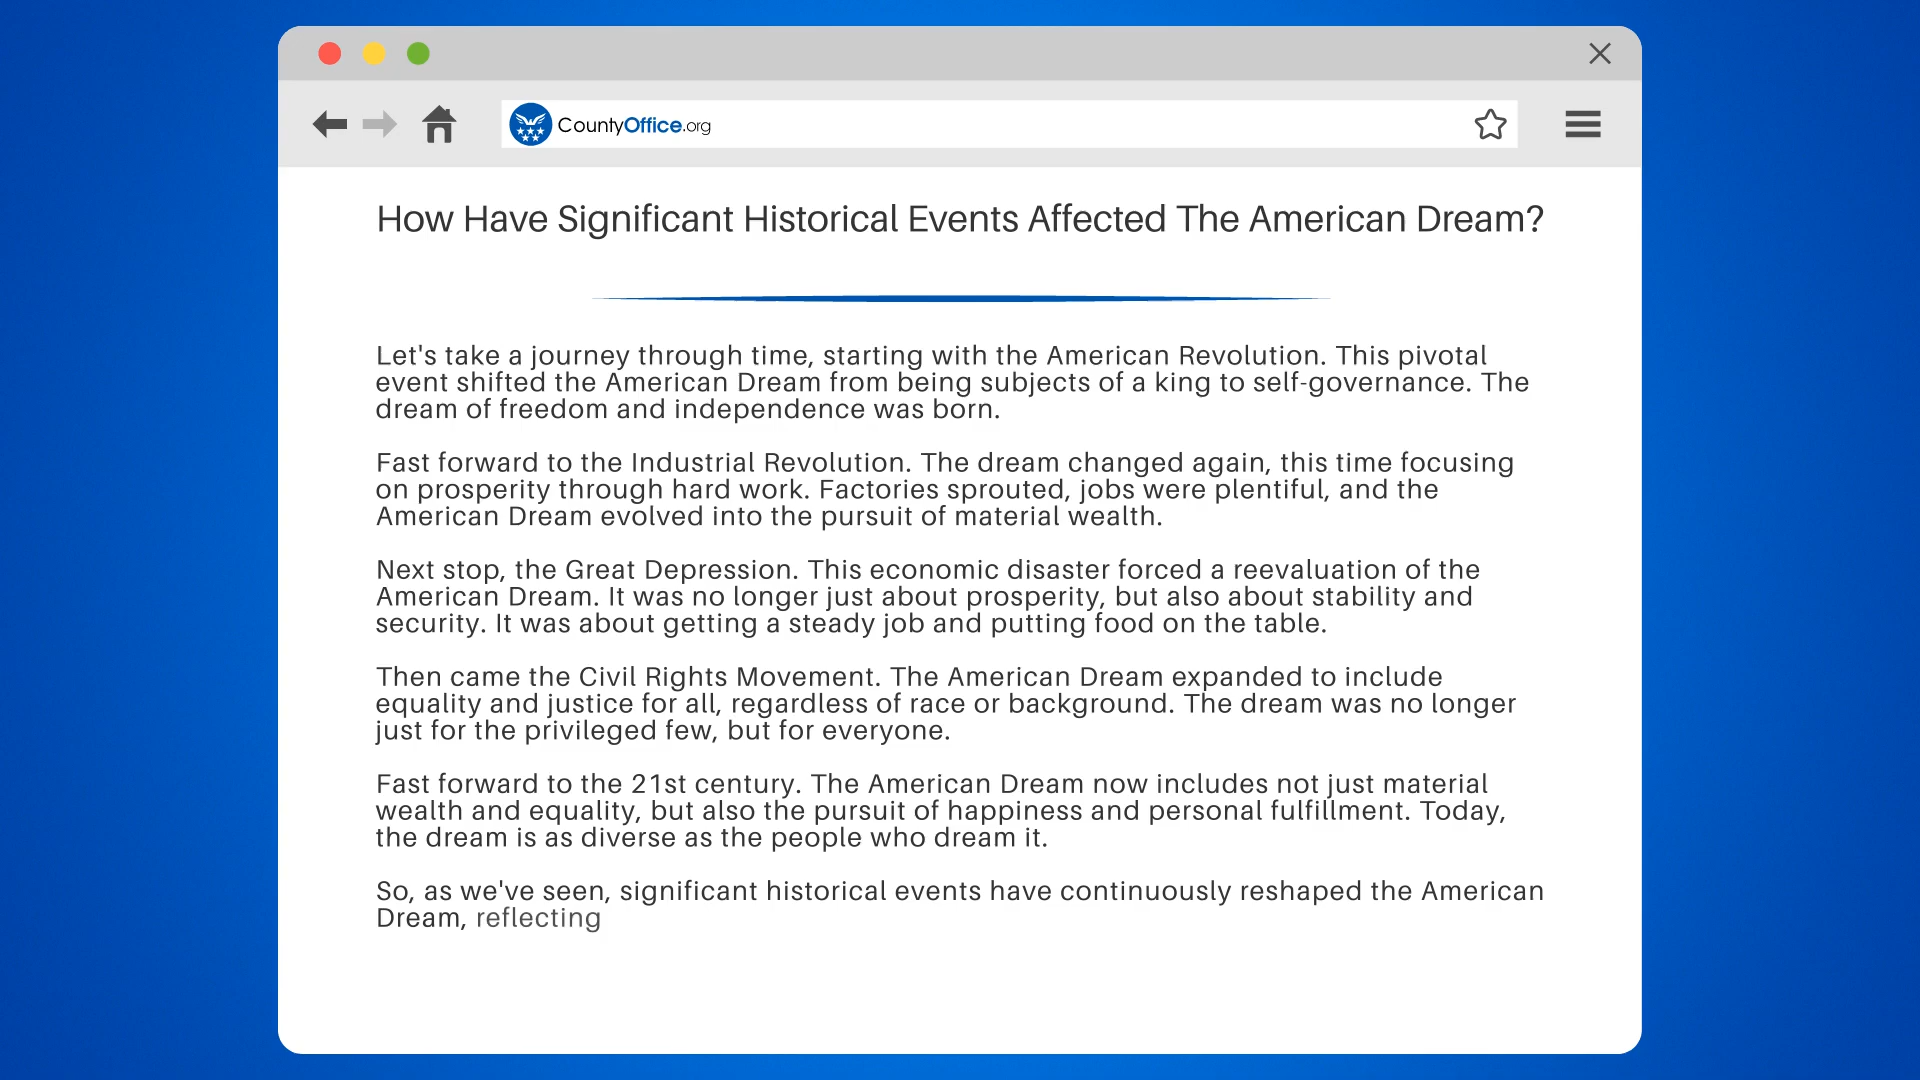 CountyOffice.org
How Have Significant Historical Events Affected The American Dream?
Let's take a journey through time, starting with the American Revolution. This pivotal
event shifted the American Dream from being subjects of a king to self-governance. The
dream of freedom and independence was born.
Fast forward to the Industrial Revolution. The dream changed again, this time focusing
on prosperity through hard work. Factories sprouted, jobs were plentiful, and the
American Dream evolved into the pursuit of material wealth.
Next stop, the Great Depression. This economic disaster forced a reevaluation of the
American Dream. It was no longer just about prosperity, but also about stability and
security. It was about getting a steady job and putting food on the table.
Then came the Civil Rights Movement. The American Dream expanded to include
equality and justice for all, regardless of race or background. The dream was no longer
just for the privileged few, but for everyone.
Fast forward to the 21st century. The American Dream now includes not just material
wealth and equality, but also the pursuit of happiness and personal fulfillment. Today,
the dream is as diverse as the people who dream it.
So, as we've seen, significant historical events have continuously reshaped the American
Dream, reflecting